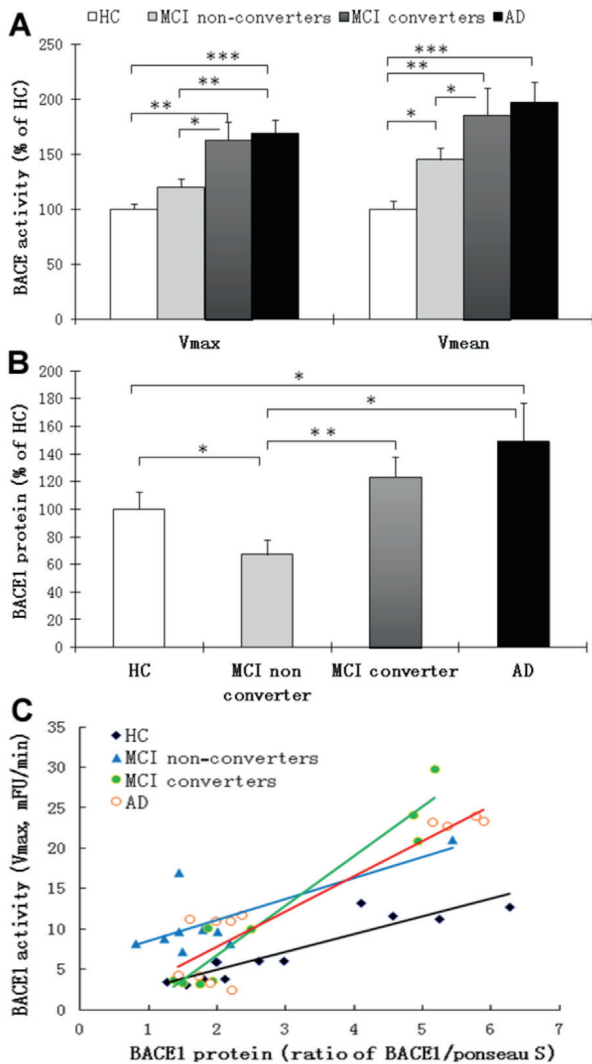 A
HC MCI non-converters MCI converters AD
BACE activity (% of HC)
250
200
150
100
50
0
***
**
**
*
***
**
*
*
Vmax Vmean
B
BACE1 protein (% of HC)
200
180
160
140
120
100
80
60
40
20
0
*
*
*
**
HC MCI non converter MCI converter AD
C
BACE1 activity (Vmax, mFU/min)
35
30
25
20
15
10
5
0
HC
MCI non-converters
MCI converters
AD
0 1 2 3 4 5 6 7
BACE1 protein (ratio of BACE1/ponseau S)